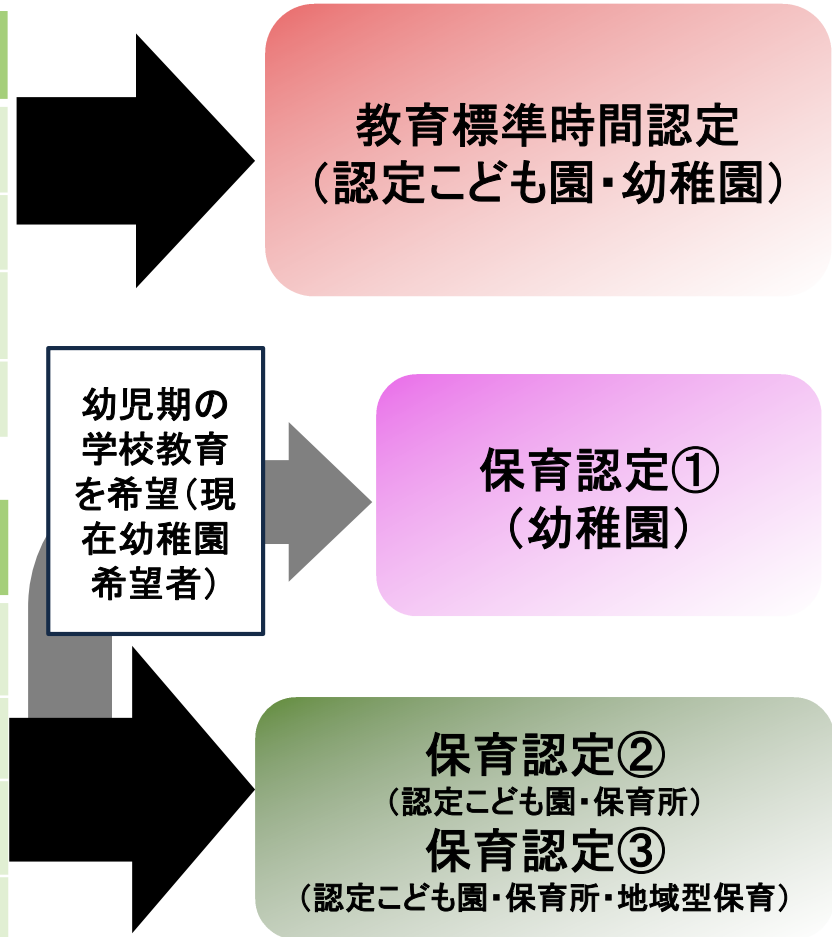 教育標準時間認定
（認定こども園・幼稚園）
幼児期の
学校教育
を希望（現
在幼稚園
希望者）
保育認定①
（幼稚園）
保育認定②
（認定こども園・保育所）
保育認定③
（認定こども園・保育所・地域型保育）